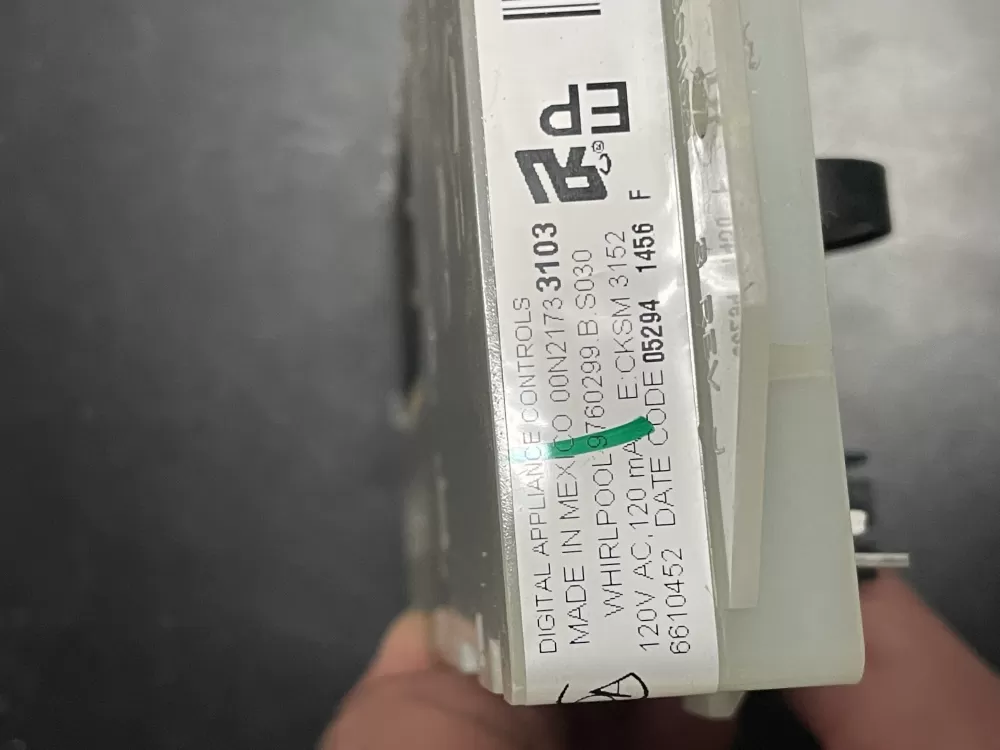 DIGITAL APPLIANCE CONTROLS
MADE IN MEXICO 00N2173 3103
WHIRLPOOL 9760299.B.S030
120V AC, 120 mA E:CKSM 3152
6610452 DATE CODE 05294 1456 F